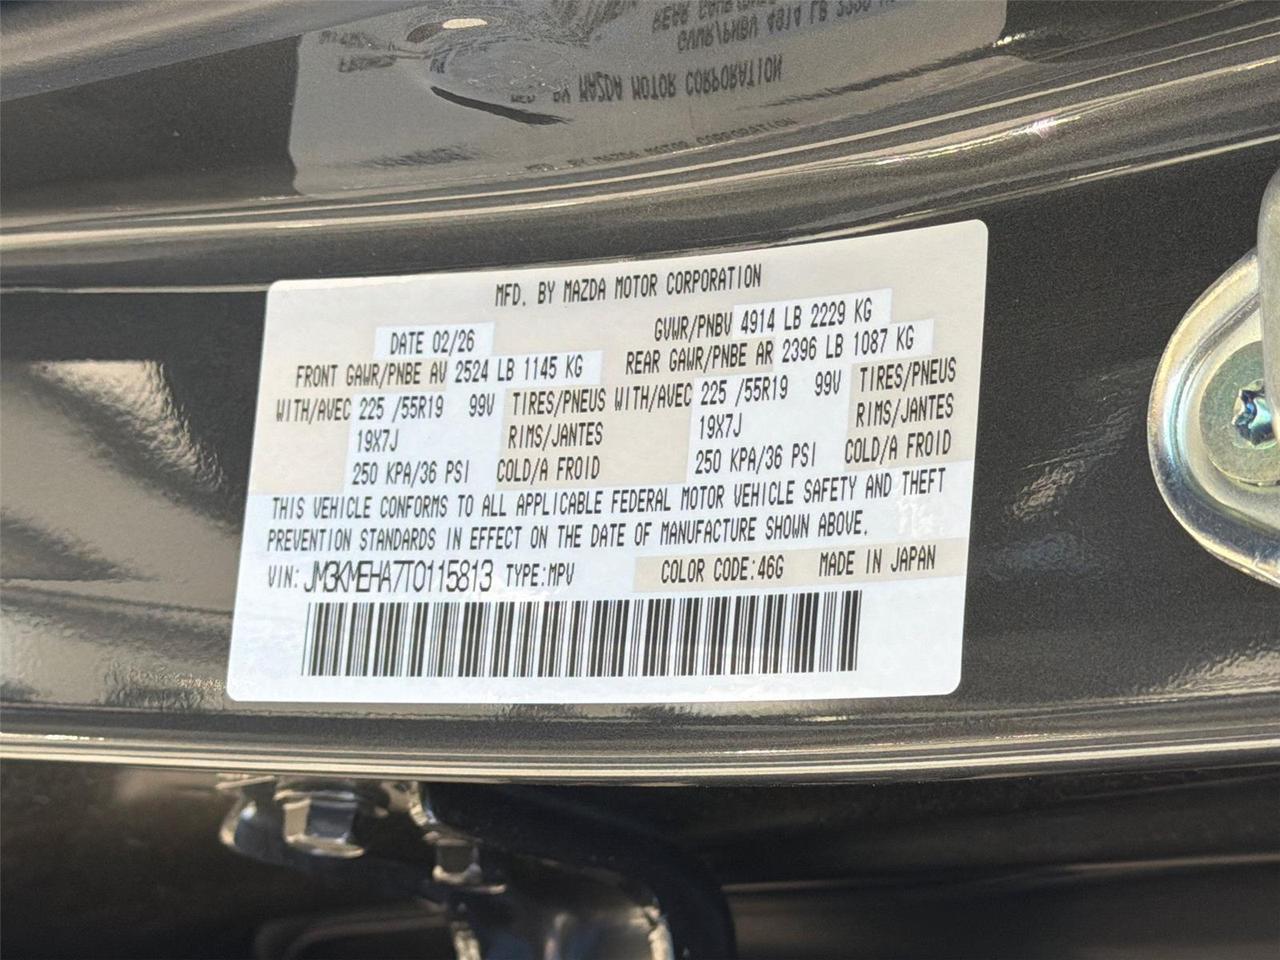 MFD. BY MAZDA MOTOR CORPORATION
DATE 02/26 GVWR/PNBV 4914 LB 2229 KG
FRONT GAWR/PNBE AV 2524 LB 1145 KG REAR GAWR/PNBE AR 2396 LB 1087 KG
WITH/AVEC 225 /55R19 99V TIRES/PNEUS WITH/AVEC 225 /55R19 99V TIRES/PNEUS
19X7J RIMS/JANTES 19X7J RIMS/JANTES
250 KPA/36 PSI COLD/A FROID 250 KPA/36 PSI COLD/A FROID
THIS VEHICLE CONFORMS TO ALL APPLICABLE FEDERAL MOTOR VEHICLE SAFETY AND THEFT
PREVENTION STANDARDS IN EFFECT ON THE DATE OF MANUFACTURE SHOWN ABOVE.
VIN: JM3KMEHA7T0115813 TYPE:MPV COLOR CODE:46G MADE IN JAPAN